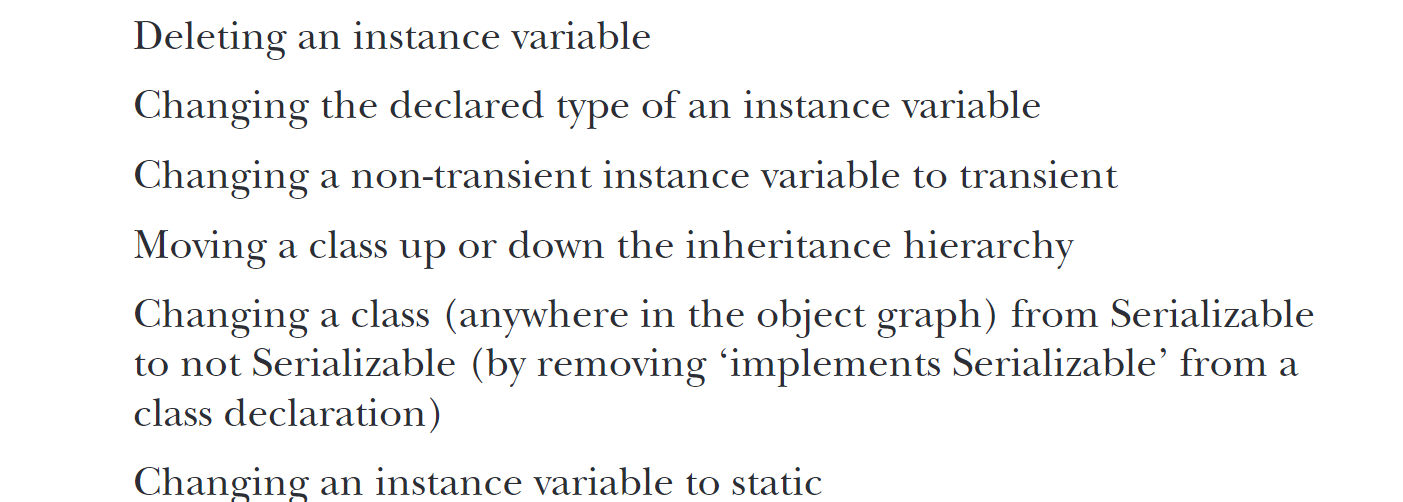 Deleting an instance variable
Changing the declared type of an instance variable
Changing a non-transient instance variable to transient
Moving a class up or down the inheritance hierarchy
Changing a class (anywhere in the object graph) from Serializable
to not Serializable (by removing ‘implements Serializable’ from a
class declaration)
Changing an instance variable to static